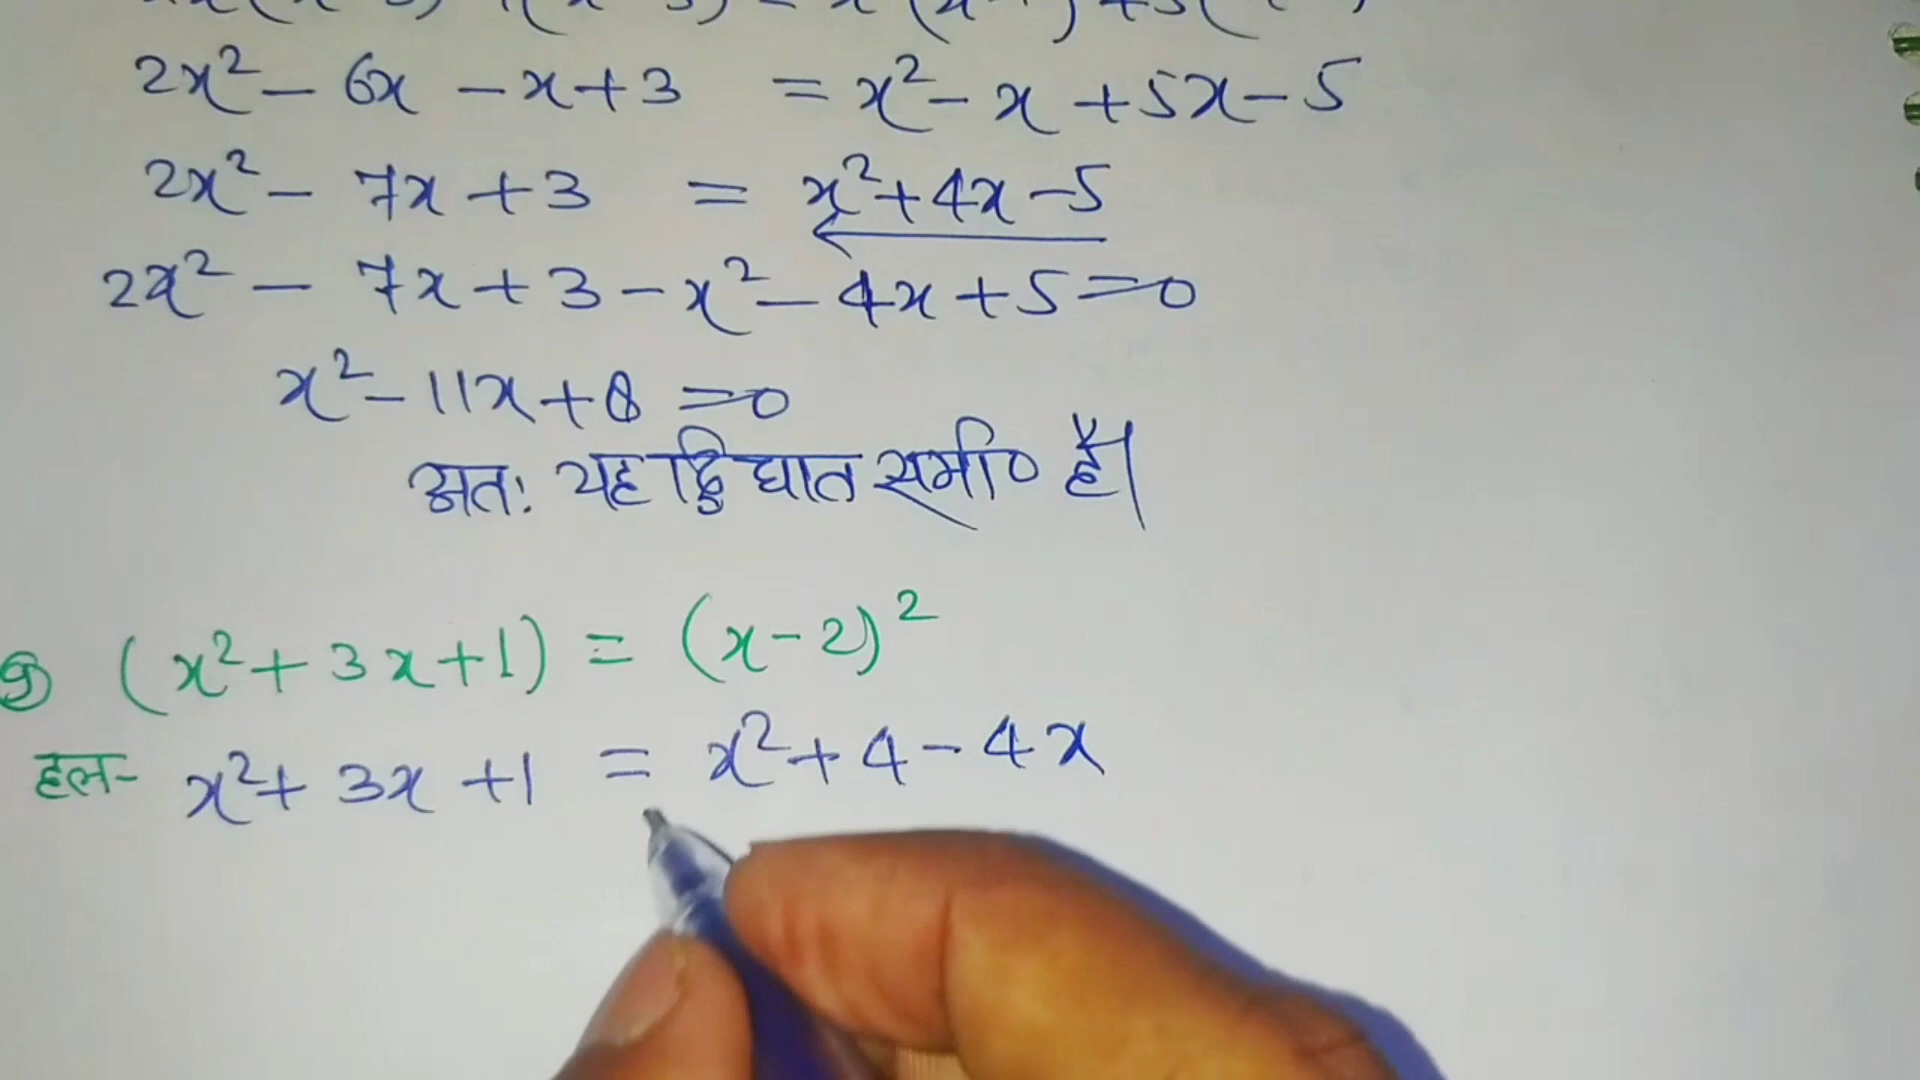 2x² - 6x - x + 3 = x² - x + 5x - 5
2x² - 7x + 3 = x² + 4x - 5
2x² - 7x + 3 - x² - 4x + 5 = 0
x² - 11x + 8 = 0
अतः यह द्विघात समी० है।
(x² + 3x + 1) = (x - 2)²
हल- x² + 3x + 1 = x² + 4 - 4x